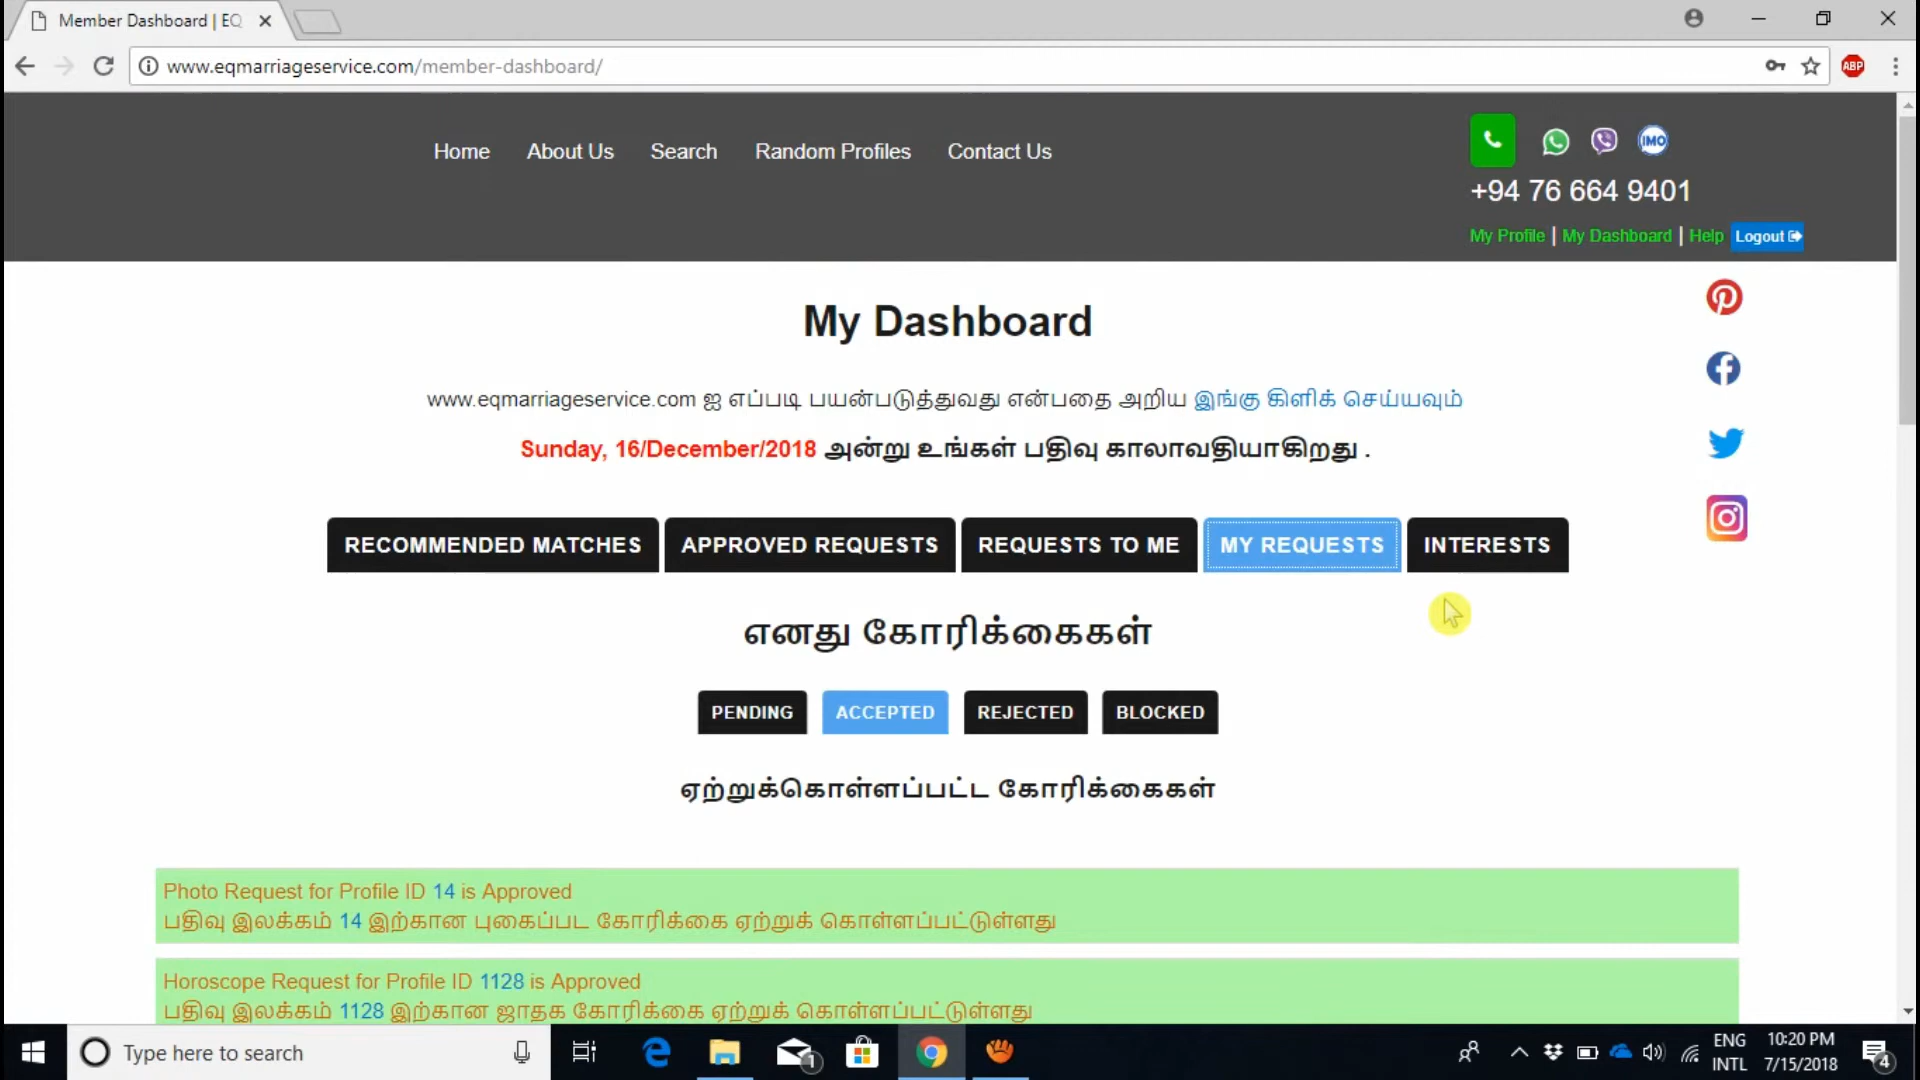 Member Dashboard | EQ
www.eqmarriageservice.com/member-dashboard/
ABP
Home About Us Search Random Profiles Contact Us
IMO
+94 76 664 9401
My Profile | My Dashboard | Help Logout
My Dashboard
www.eqmarriageservice.com ஐ எப்படி பயன்படுத்துவது என்பதை அறிய இங்கு கிளிக் செய்யவும்
Sunday, 16/December/2018 அன்று உங்கள் பதிவு காலாவதியாகிறது .
RECOMMENDED MATCHES APPROVED REQUESTS REQUESTS TO ME MY REQUESTS INTERESTS
எனது கோரிக்கைகள்
PENDING ACCEPTED REJECTED BLOCKED
ஏற்றுக்கொள்ளப்பட்ட கோரிக்கைகள்
Photo Request for Profile ID 14 is Approved
பதிவு இலக்கம் 14 இற்கான புகைப்பட கோரிக்கை ஏற்றுக் கொள்ளப்பட்டுள்ளது
Horoscope Request for Profile ID 1128 is Approved
பதிவு இலக்கம் 1128 இற்கான ஜாதக கோரிக்கை ஏற்றுக் கொள்ளப்பட்டுள்ளது
Type here to search
1
ENG 10:20 PM
INTL 7/15/2018
4